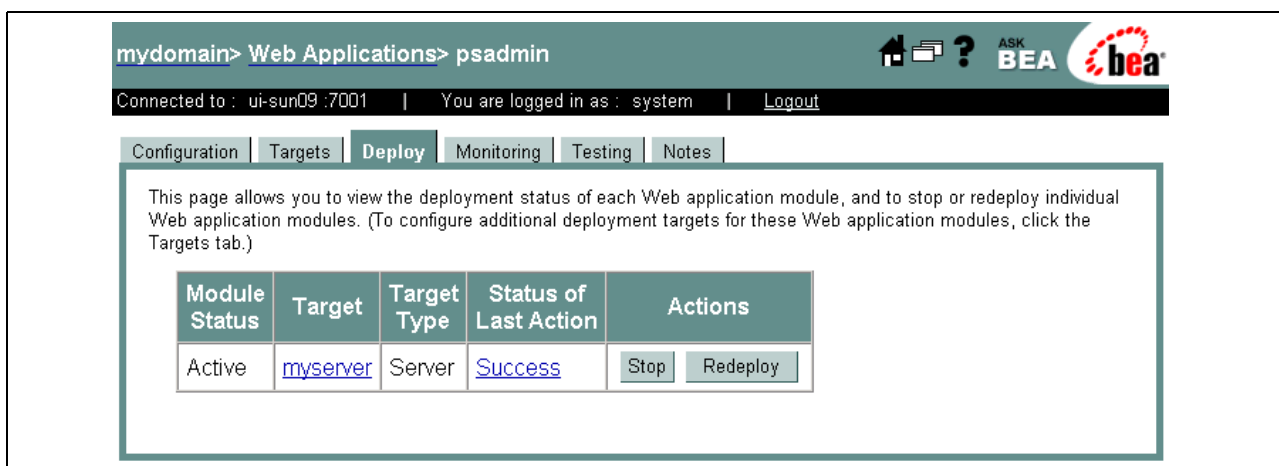 mydomain> Web Applications> psadmin
? ASK BEA bea
Connected to : ui-sun09 :7001 | You are logged in as : system | Logout
Configuration Targets Deploy Monitoring Testing Notes
This page allows you to view the deployment status of each Web application module, and to stop or redeploy individual
Web application modules. (To configure additional deployment targets for these Web application modules, click the
Targets tab.)
Module Status Target Target Type Status of Last Action Actions
Active myserver Server Success Stop Redeploy